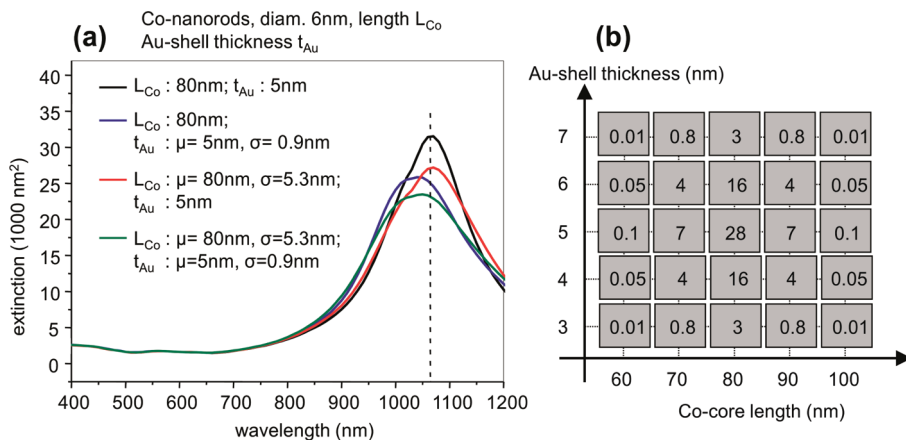 Co-nanorods, diam. 6nm, length L_Co
(a)
Au-shell thickness t_Au
L_Co : 80nm; t_Au : 5nm
L_Co : 80nm;
t_Au : μ= 5nm, σ= 0.9nm
L_Co : μ= 80nm, σ=5.3nm;
t_Au : 5nm
L_Co : μ= 80nm, σ=5.3nm;
t_Au : μ=5nm, σ=0.9nm
extinction (1000 nm²)
40
35
30
25
20
15
10
5
0
400 500 600 700 800 900 1000 1100 1200
wavelength (nm)
(b)
Au-shell thickness (nm)
7 0.01 0.8 3 0.8 0.01
6 0.05 4 16 4 0.05
5 0.1 7 28 7 0.1
4 0.05 4 16 4 0.05
3 0.01 0.8 3 0.8 0.01
60 70 80 90 100
Co-core length (nm)